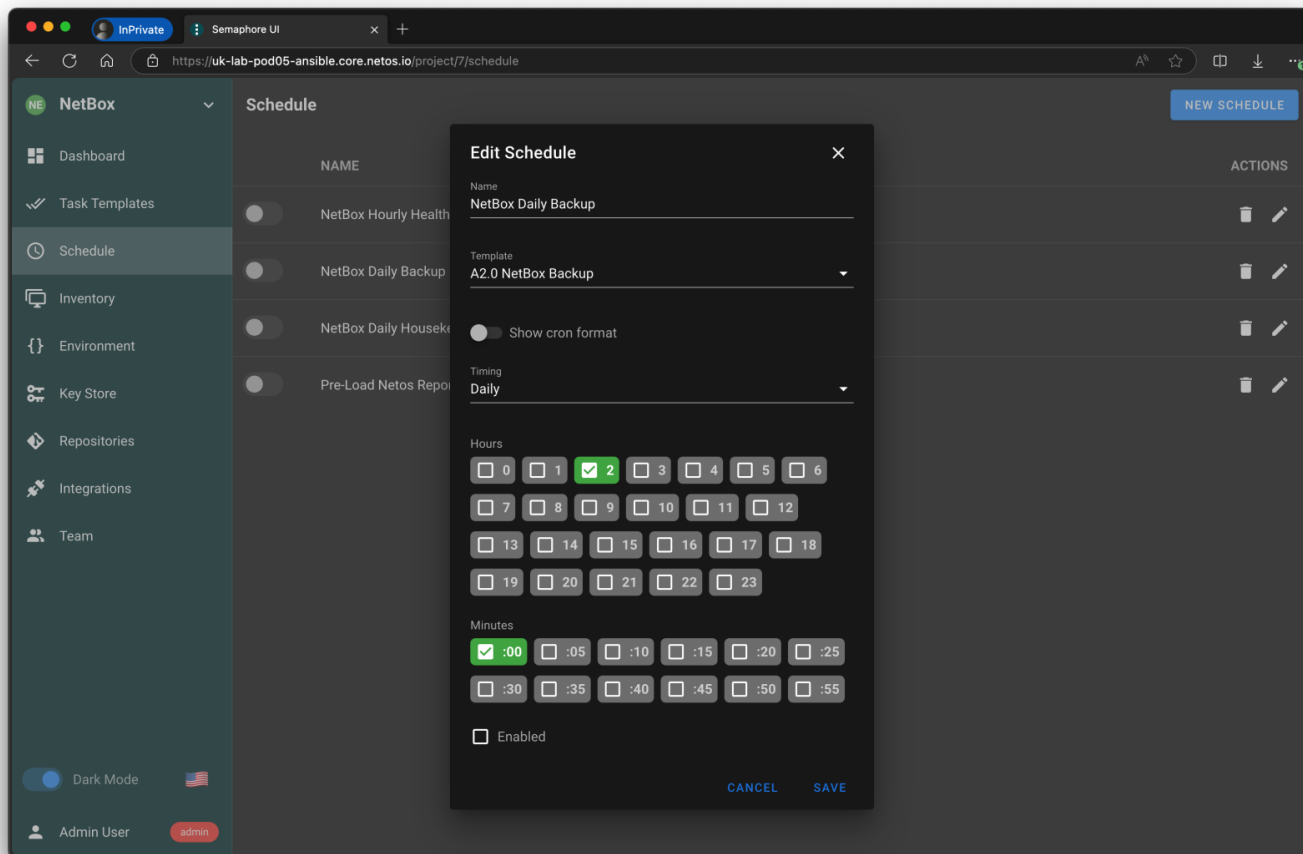 InPrivate
Semaphore UI
https://uk-lab-pod05-ansible.core.netos.io/project/7/schedule
NE NetBox
Dashboard
Task Templates
Schedule
Inventory
Environment
Key Store
Repositories
Integrations
Team
Dark Mode
Admin User admin
Schedule
NEW SCHEDULE
NAME ACTIONS
NetBox Hourly Health
NetBox Daily Backup
NetBox Daily Houseke
Pre-Load Netos Repo
Edit Schedule
Name
NetBox Daily Backup
Template
A2.0 NetBox Backup
Show cron format
Timing
Daily
Hours
0 1 2 3 4 5 6
7 8 9 10 11 12
13 14 15 16 17 18
19 20 21 22 23
Minutes
:00 :05 :10 :15 :20 :25
:30 :35 :40 :45 :50 :55
Enabled
CANCEL SAVE